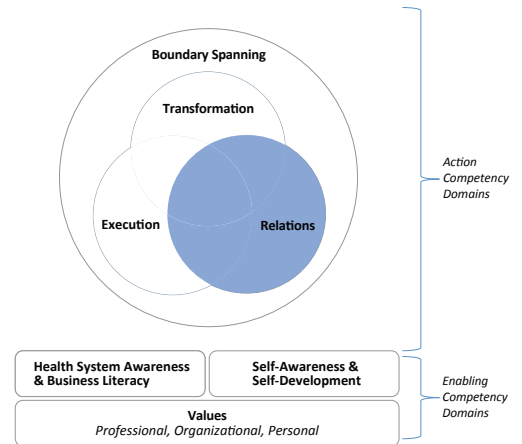 Boundary Spanning
Transformation
Execution
Relations
Action
Competency
Domains
Health System Awareness
& Business Literacy
Self-Awareness &
Self-Development
Values
Professional, Organizational, Personal
Enabling
Competency
Domains